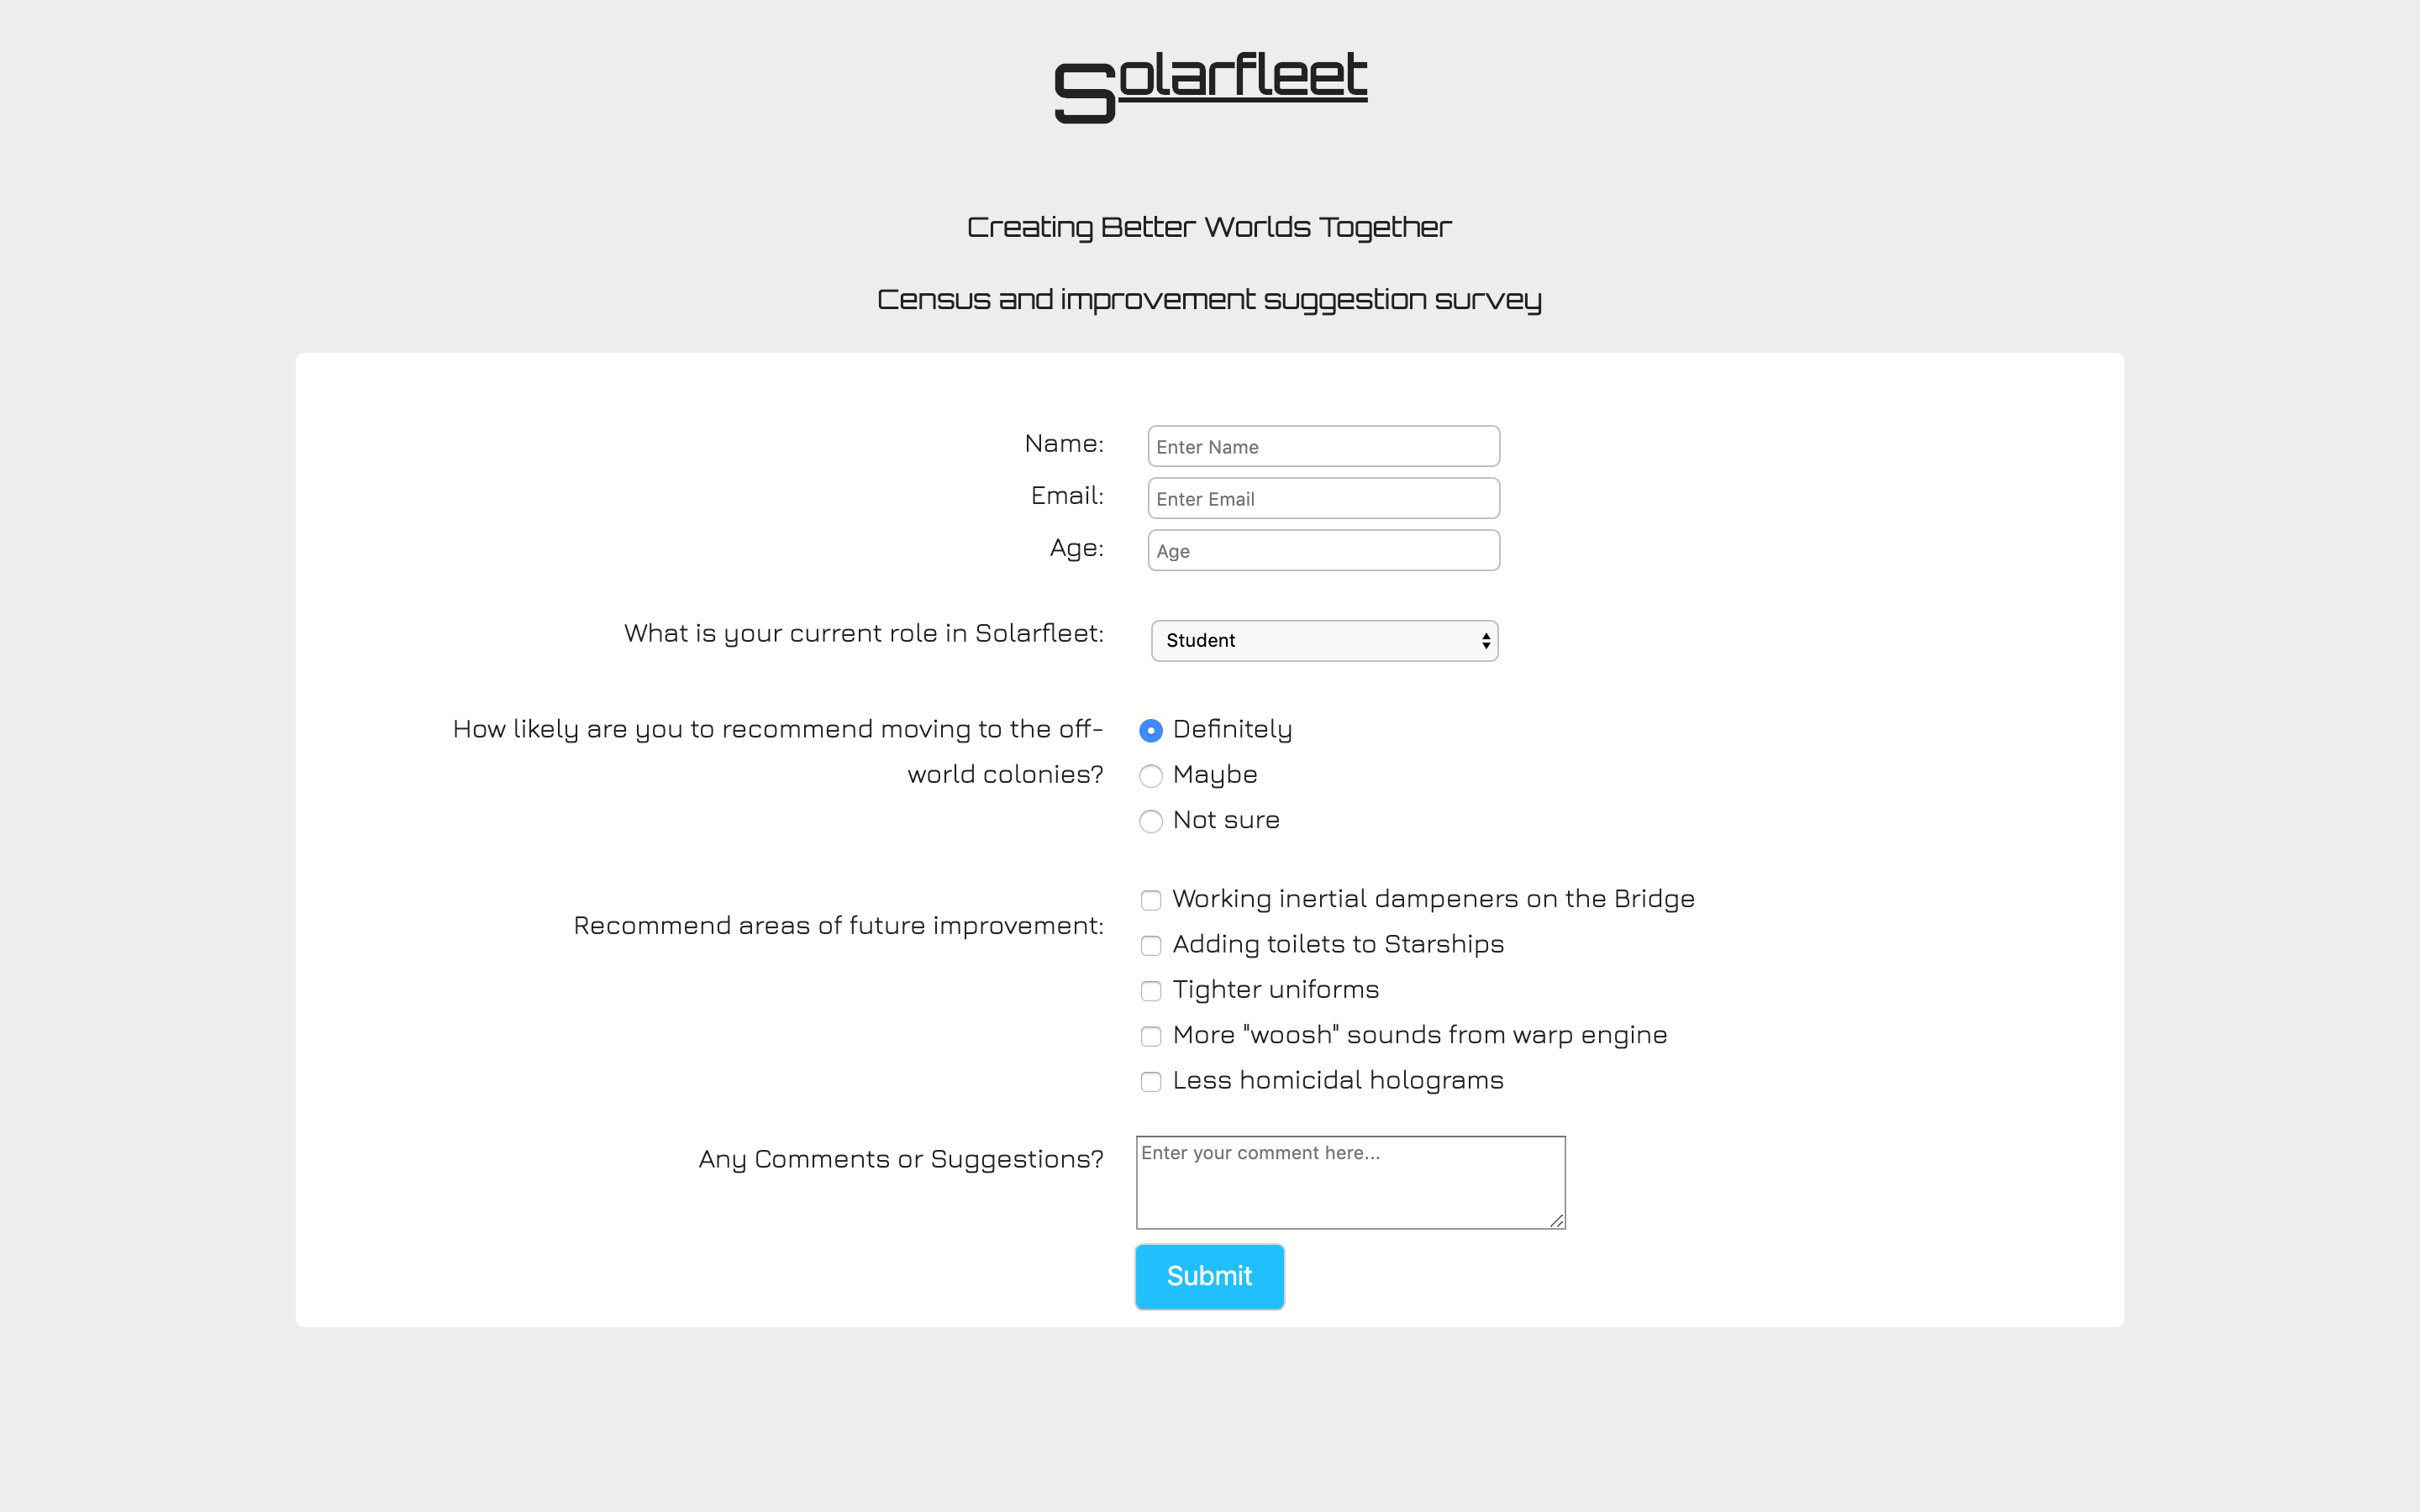 Solarfleet
Creating Better Worlds Together
Census and improvement suggestion survey
Name:
Enter Name
Email:
Enter Email
Age:
Age
What is your current role in Solarfleet:
Student
How likely are you to recommend moving to the off-
world colonies?
Definitely
Maybe
Not sure
Recommend areas of future improvement:
Working inertial dampeners on the Bridge
Adding toilets to Starships
Tighter uniforms
More "woosh" sounds from warp engine
Less homicidal holograms
Any Comments or Suggestions?
Enter your comment here...
Submit